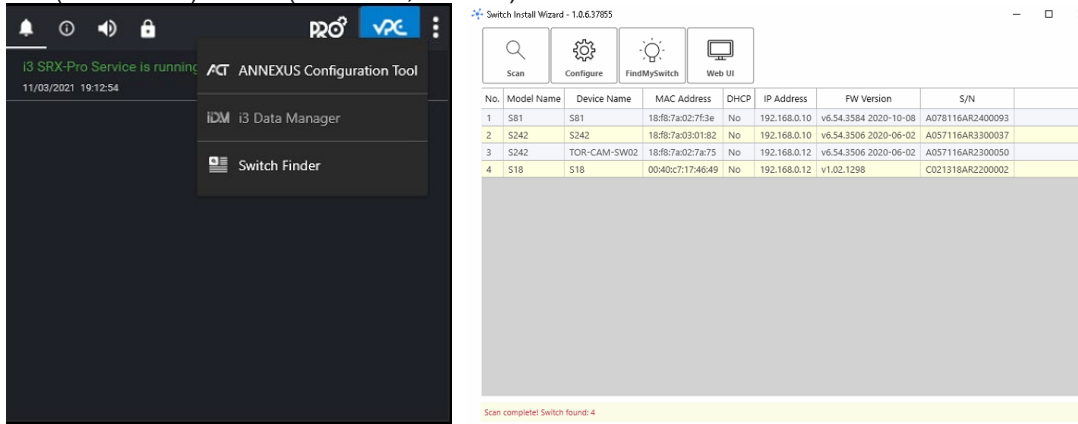 PRO
VPC
i3 SRX-Pro Service is running
11/03/2021 19:12:54
ACT ANNEXUS Configuration Tool
iDM i3 Data Manager
Switch Finder
Switch Install Wizard - 1.0.6.37855
Scan Configure FindMySwitch Web UI
No. Model Name Device Name MAC Address DHCP IP Address FW Version S/N
1 S81 S81 18:f8:7a:02:7f:3e No 192.168.0.10 v6.54.3584 2020-10-08 A078116AR2400093
2 S242 S242 18:f8:7a:03:01:82 No 192.168.0.10 v6.54.3506 2020-06-02 A057116AR3300037
3 S242 TOR-CAM-SW02 18:f8:7a:02:7a:75 No 192.168.0.12 v6.54.3506 2020-06-02 A057116AR2300050
4 S18 S18 00:40:c7:17:46:49 No 192.168.0.12 v1.02.1298 C021318AR2200002
Scan complete! Switch found: 4